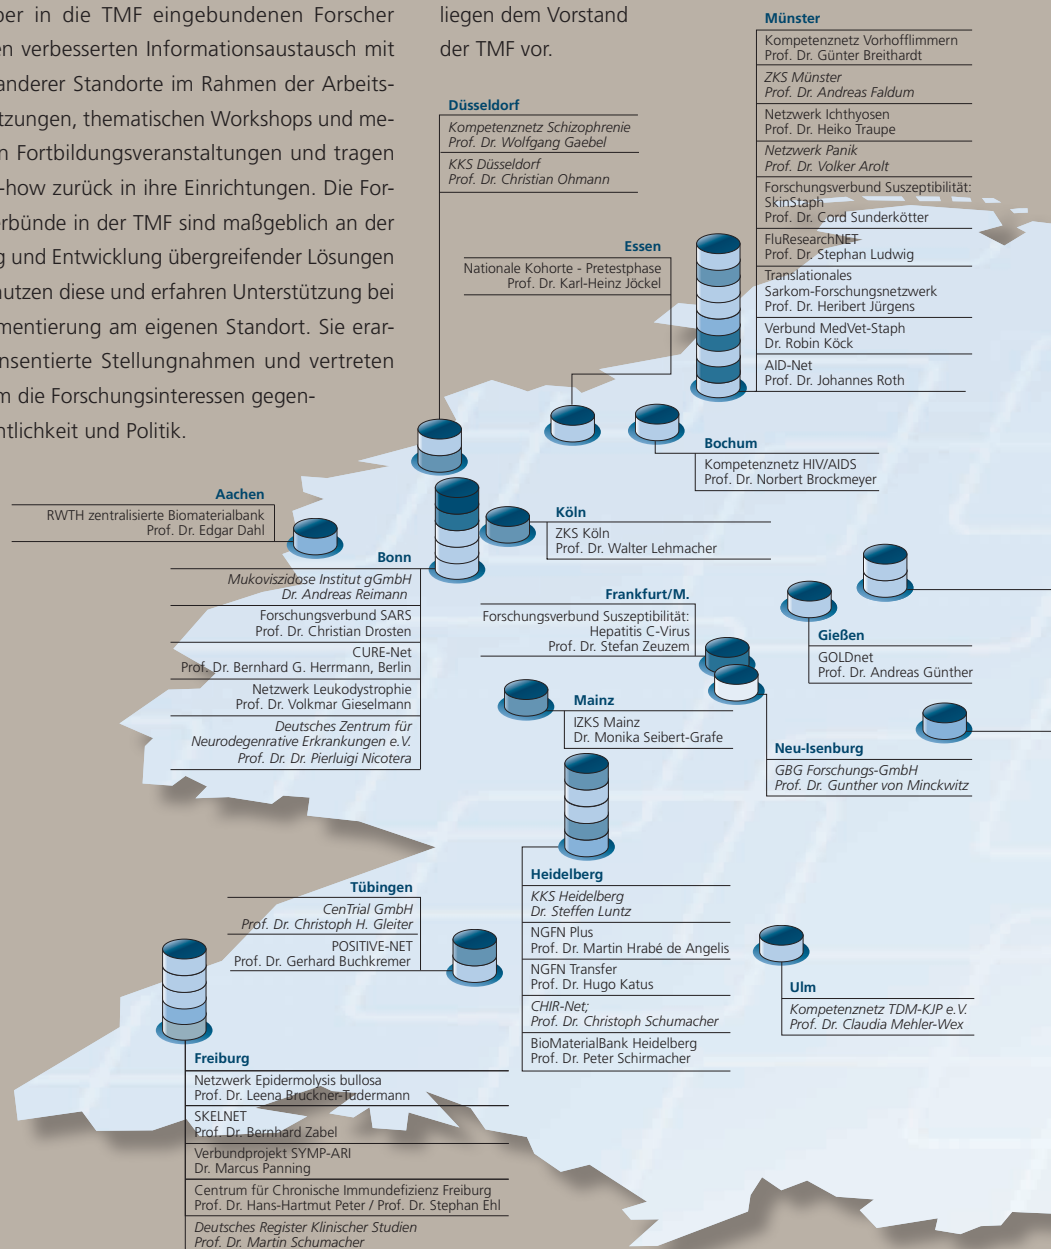 ber in die TMF eingebundenen Forscher
en verbesserten Informationsaustausch mit
anderer Standorte im Rahmen der Arbeits-
tzungen, thematischen Workshops und me-
n Fortbildungsveranstaltungen und tragen
-how zurück in ihre Einrichtungen. Die For-
erbünde in der TMF sind maßgeblich an der
g und Entwicklung übergreifender Lösungen
nutzen diese und erfahren Unterstützung bei
mentierung am eigenen Standort. Sie erar-
nsentierte Stellungnahmen und vertreten
m die Forschungsinteressen gegen-
ntlichkeit und Politik.
liegen dem Vorstand
der TMF vor.
Düsseldorf
Kompetenznetz Schizophrenie
Prof. Dr. Wolfgang Gaebel
KKS Düsseldorf
Prof. Dr. Christian Ohmann
Essen
Nationale Kohorte - Pretestphase
Prof. Dr. Karl-Heinz Jöckel
Münster
Kompetenznetz Vorhofflimmern
Prof. Dr. Günter Breithardt
ZKS Münster
Prof. Dr. Andreas Faldum
Netzwerk Ichthyosen
Prof. Dr. Heiko Traupe
Netzwerk Panik
Prof. Dr. Volker Arolt
Forschungsverbund Suszeptibilität:
SkinStaph
Prof. Dr. Cord Sunderkötter
FluResearchNET
Prof. Dr. Stephan Ludwig
Translationales
Sarkom-Forschungsnetzwerk
Prof. Dr. Heribert Jürgens
Verbund MedVet-Staph
Dr. Robin Köck
AID-Net
Prof. Dr. Johannes Roth
Bochum
Kompetenznetz HIV/AIDS
Prof. Dr. Norbert Brockmeyer
Aachen
RWTH zentralisierte Biomaterialbank
Prof. Dr. Edgar Dahl
Köln
ZKS Köln
Prof. Dr. Walter Lehmacher
Bonn
Mukoviszidose Institut gGmbH
Dr. Andreas Reimann
Forschungsverbund SARS
Prof. Dr. Christian Drosten
CURE-Net
Prof. Dr. Bernhard G. Herrmann, Berlin
Netzwerk Leukodystrophie
Prof. Dr. Volkmar Gieselmann
Deutsches Zentrum für
Neurodegenrative Erkrankungen e.V.
Prof. Dr. Dr. Pierluigi Nicotera
Frankfurt/M.
Forschungsverbund Suszeptibilität:
Hepatitis C-Virus
Prof. Dr. Stefan Zeuzem
Gießen
GOLDnet
Prof. Dr. Andreas Günther
Mainz
IZKS Mainz
Dr. Monika Seibert-Grafe
Neu-Isenburg
GBG Forschungs-GmbH
Prof. Dr. Gunther von Minckwitz
Heidelberg
KKS Heidelberg
Dr. Steffen Luntz
NGFN Plus
Prof. Dr. Martin Hrabé de Angelis
NGFN Transfer
Prof. Dr. Hugo Katus
CHIR-Net;
Prof. Dr. Christoph Schumacher
BioMaterialBank Heidelberg
Prof. Dr. Peter Schirmacher
Tübingen
CenTrial GmbH
Prof. Dr. Christoph H. Gleiter
POSITIVE-NET
Prof. Dr. Gerhard Buchkremer
Ulm
Kompetenznetz TDM-KJP e.V.
Prof. Dr. Claudia Mehler-Wex
Freiburg
Netzwerk Epidermolysis bullosa
Prof. Dr. Leena Bruckner-Tudermann
SKELNET
Prof. Dr. Bernhard Zabel
Verbundprojekt SYMP-ARI
Dr. Marcus Panning
Centrum für Chronische Immundefizienz Freiburg
Prof. Dr. Hans-Hartmut Peter / Prof. Dr. Stephan Ehl
Deutsches Register Klinischer Studien
Prof. Dr. Martin Schumacher